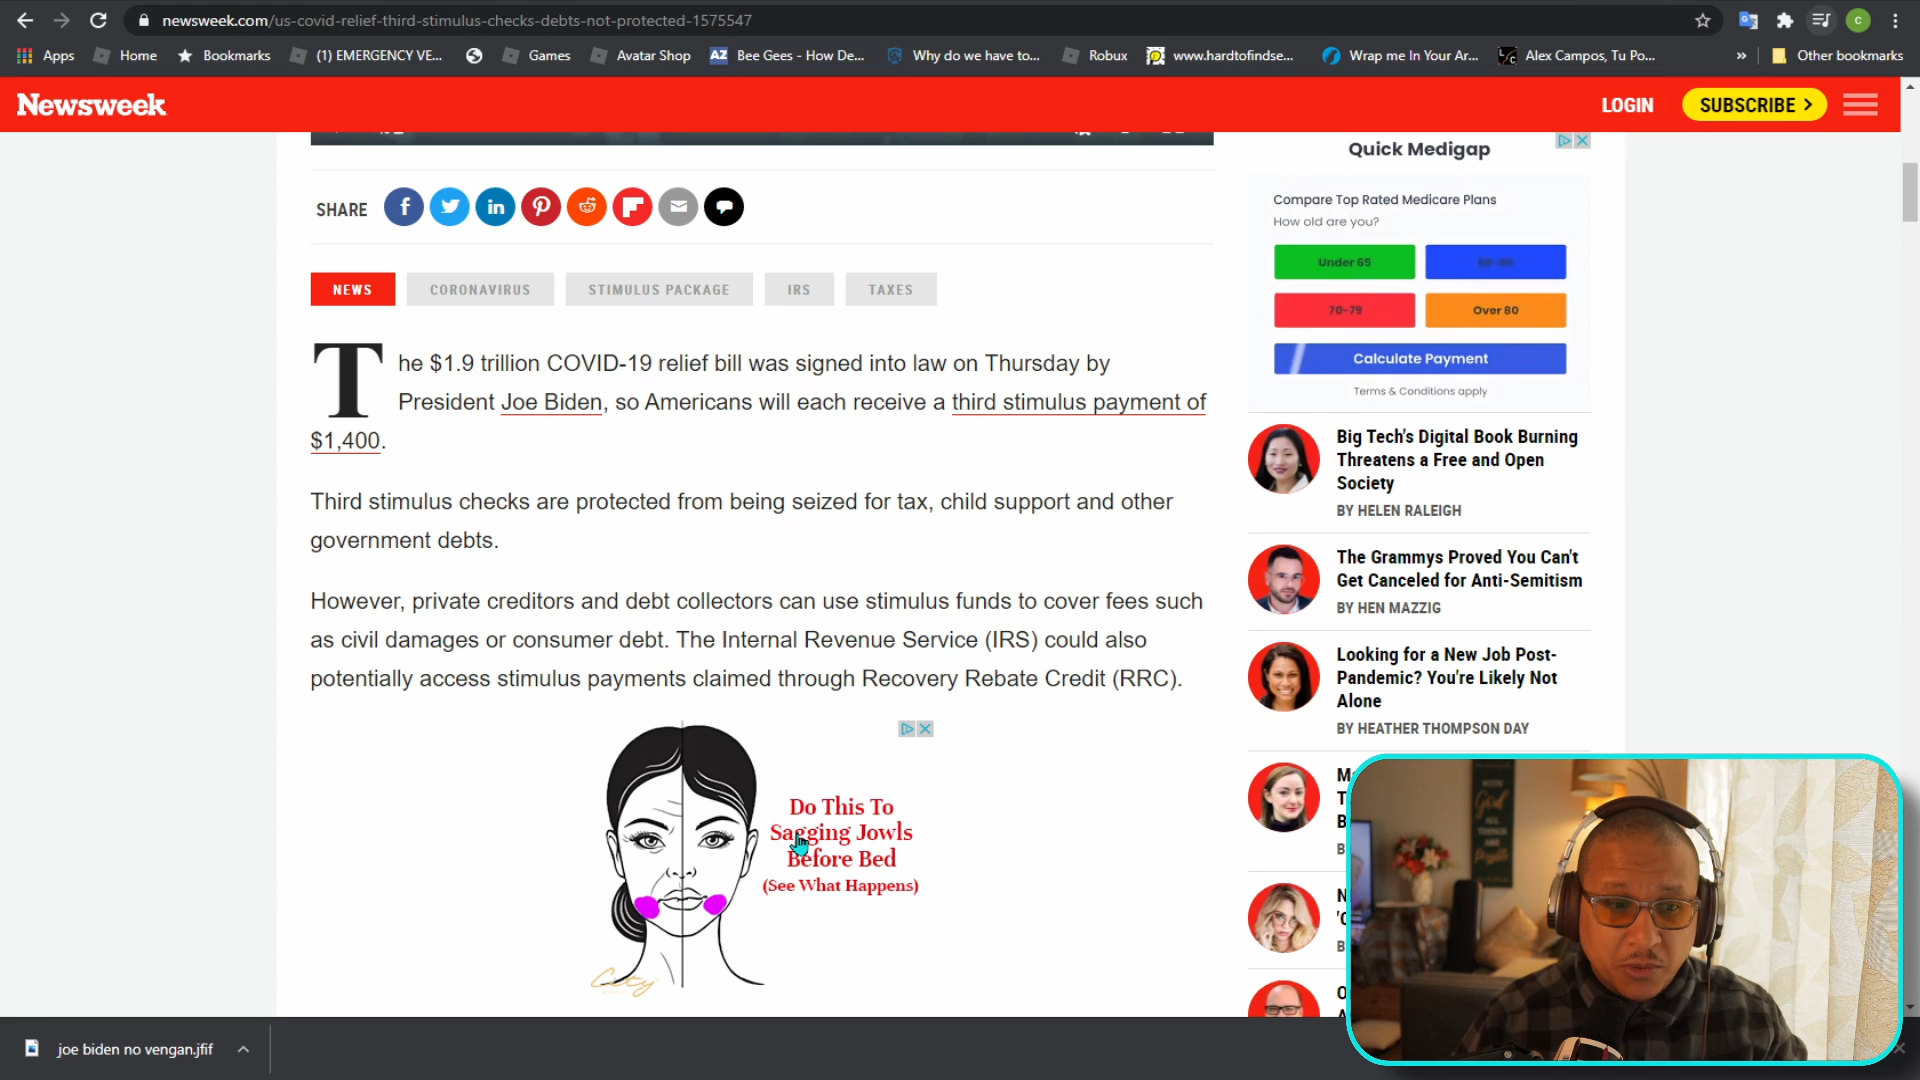 newsweek.com/us-covid-relief-third-stimulus-checks-debts-not-protected-1575547
C
Apps
Home
Bookmarks
(1) EMERGENCY VE...
Games
Avatar Shop
AZ
Bee Gees - How De...
Why do we have to...
Robux
www.hardtofindse...
Wrap me In Your Ar...
Alex Campos, Tu Po...
»
Other bookmarks
Newsweek
LOGIN
SUBSCRIBE >
SHARE
NEWS
CORONAVIRUS
STIMULUS PACKAGE
IRS
TAXES
The $1.9 trillion COVID-19 relief bill was signed into law on Thursday by
President Joe Biden, so Americans will each receive a third stimulus payment of
$1,400.
Third stimulus checks are protected from being seized for tax, child support and other
government debts.
However, private creditors and debt collectors can use stimulus funds to cover fees such
as civil damages or consumer debt. The Internal Revenue Service (IRS) could also
potentially access stimulus payments claimed through Recovery Rebate Credit (RRC).
Do This To
Sagging Jowls
Before Bed
(See What Happens)
City
Quick Medigap
Compare Top Rated Medicare Plans
How old are you?
Under 65
70-79
Over 80
Calculate Payment
Terms & Conditions apply
Big Tech's Digital Book Burning
Threatens a Free and Open
Society
BY HELEN RALEIGH
The Grammys Proved You Can't
Get Canceled for Anti-Semitism
BY HEN MAZZIG
Looking for a New Job Post-
Pandemic? You're Likely Not
Alone
BY HEATHER THOMPSON DAY
God
ALL
THINGS
ARE
joe biden no vengan.jfif